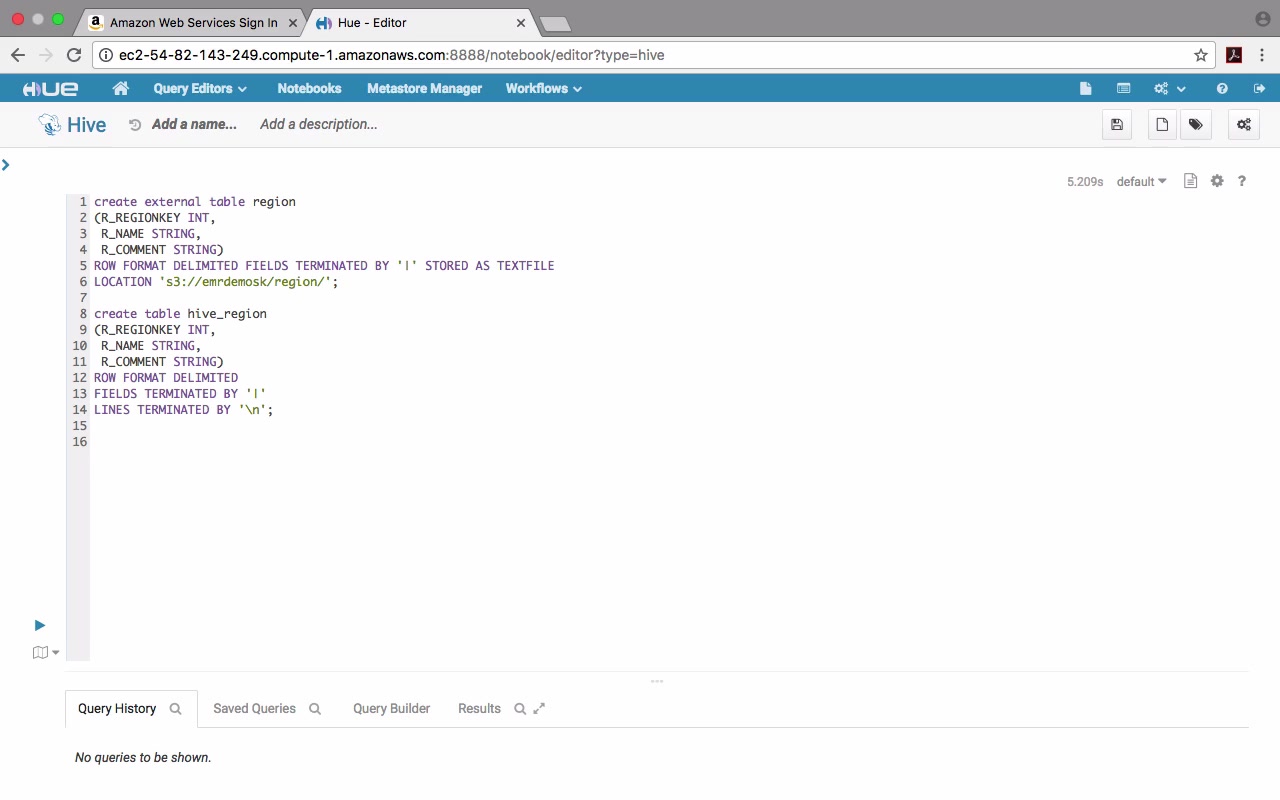 Amazon Web Services Sign In
Hue - Editor
ec2-54-82-143-249.compute-1.amazonaws.com:8888/notebook/editor?type=hive
HUE Query Editors Notebooks Metastore Manager Workflows ?
Hive Add a name... Add a description...
5.209s default ?
1 create external table region
2 (R_REGIONKEY INT,
3 R_NAME STRING,
4 R_COMMENT STRING)
5 ROW FORMAT DELIMITED FIELDS TERMINATED BY '|' STORED AS TEXTFILE
6 LOCATION 's3://emrdemosk/region/';
7
8 create table hive_region
9 (R_REGIONKEY INT,
10 R_NAME STRING,
11 R_COMMENT STRING)
12 ROW FORMAT DELIMITED
13 FIELDS TERMINATED BY '|'
14 LINES TERMINATED BY '\n';
15
16
Query History Saved Queries Query Builder Results
No queries to be shown.